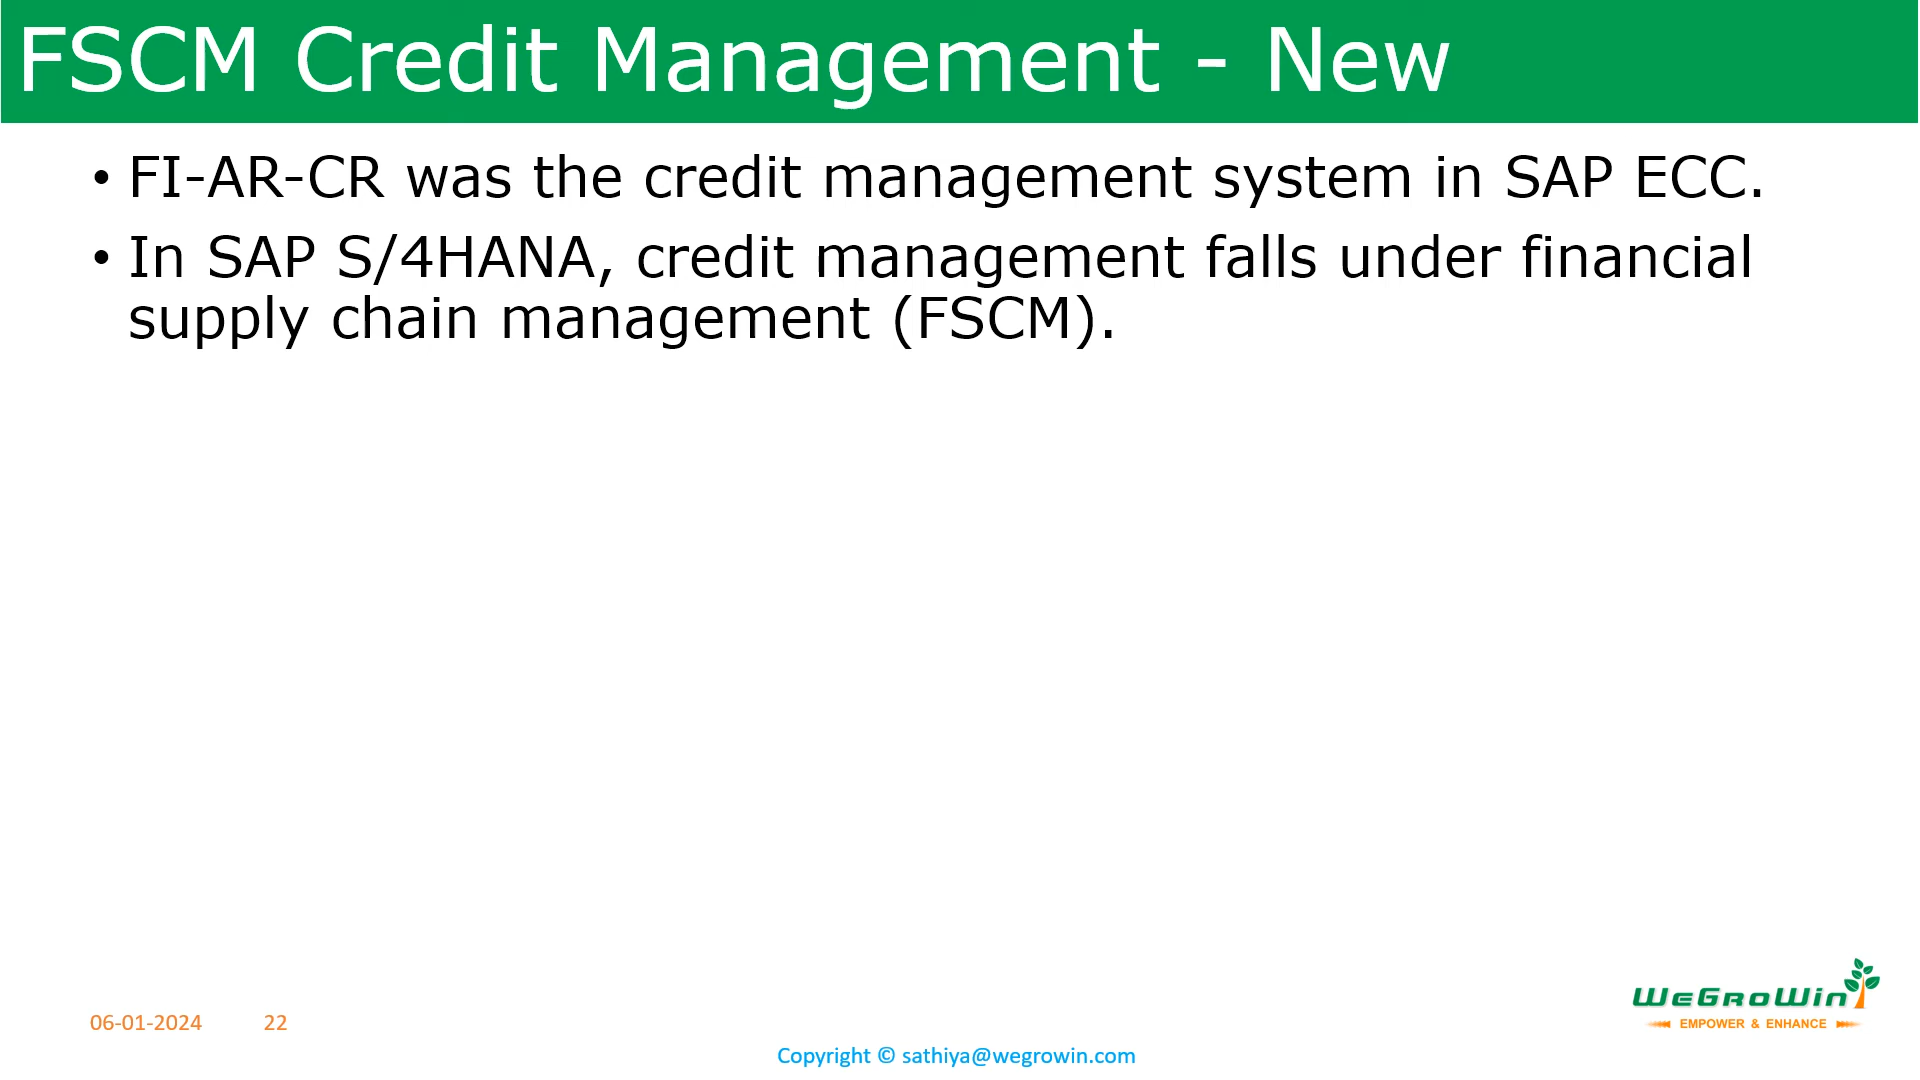 FSCM Credit Management - New
• FI-AR-CR was the credit management system in SAP ECC.
• In SAP S/4HANA, credit management falls under financial
supply chain management (FSCM).
WeGroWin
EMPOWER & ENHANCE
06-01-2024 22
Copyright © sathiya@wegrowin.com